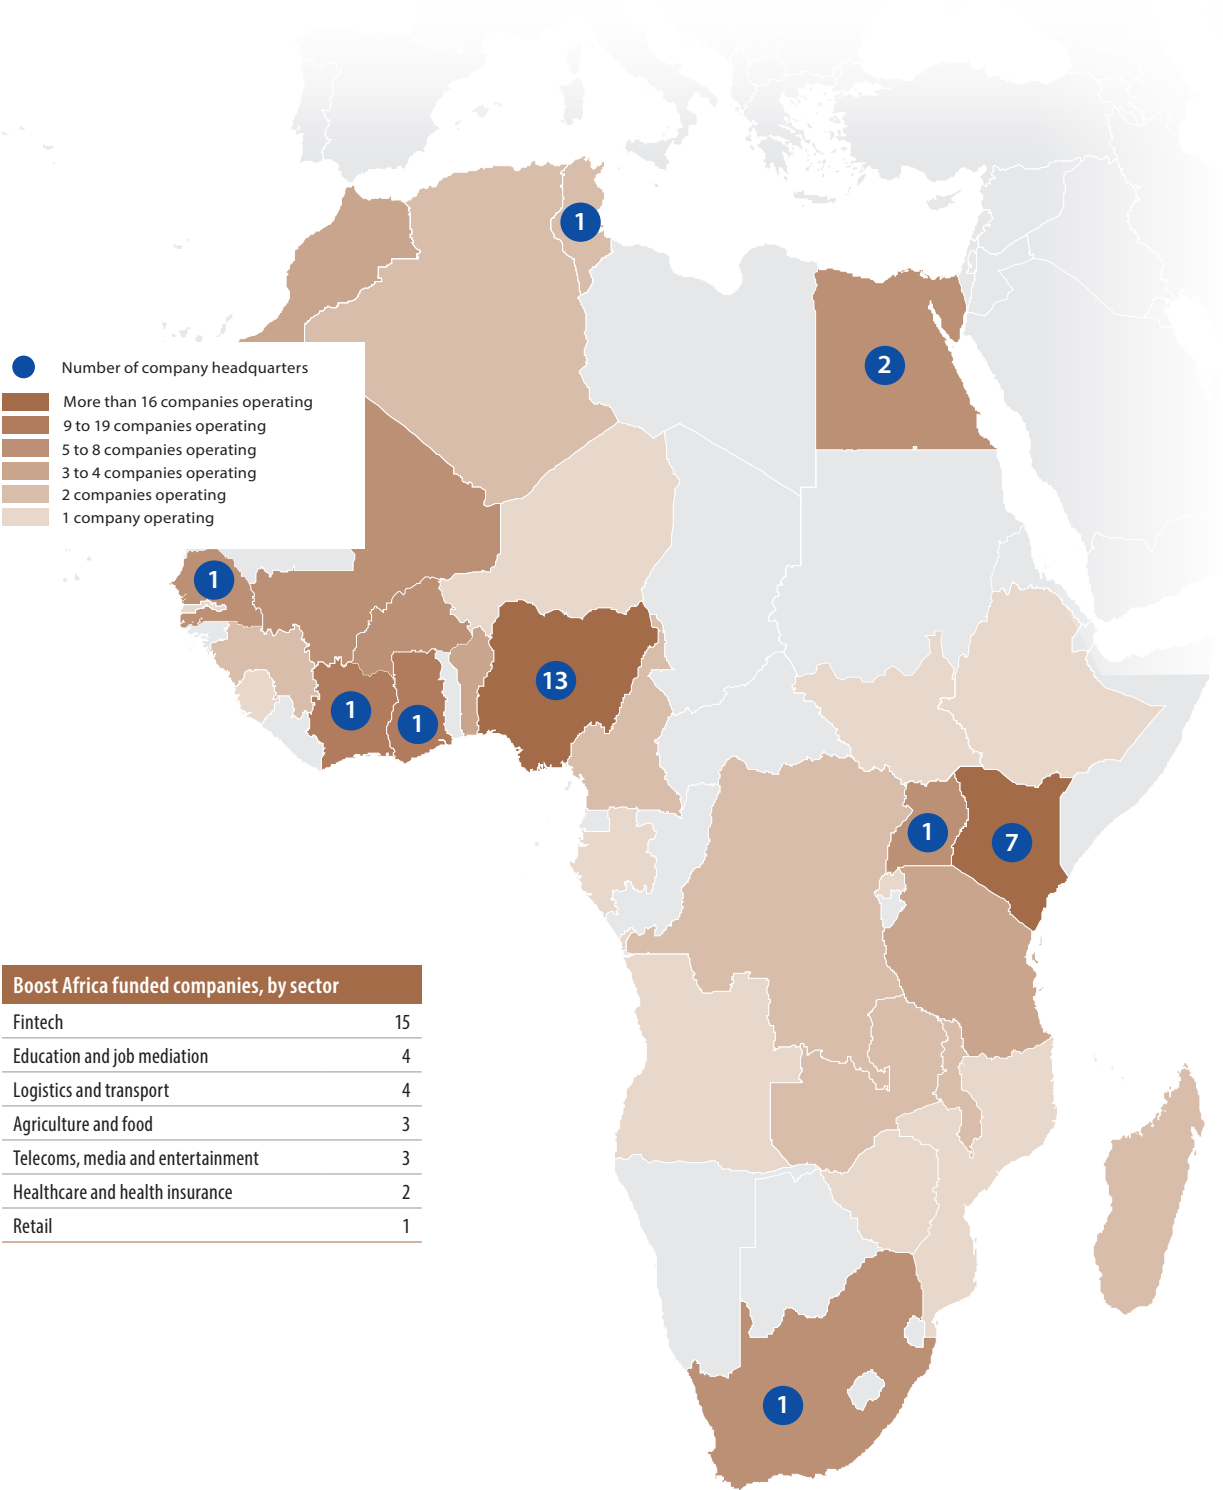 1
2
Number of company headquarters
More than 16 companies operating
9 to 19 companies operating
5 to 8 companies operating
3 to 4 companies operating
2 companies operating
1 company operating
1
13
1
1
1
7
Boost Africa funded companies, by sector
Fintech 15
Education and job mediation 4
Logistics and transport 4
Agriculture and food 3
Telecoms, media and entertainment 3
Healthcare and health insurance 2
Retail 1
1